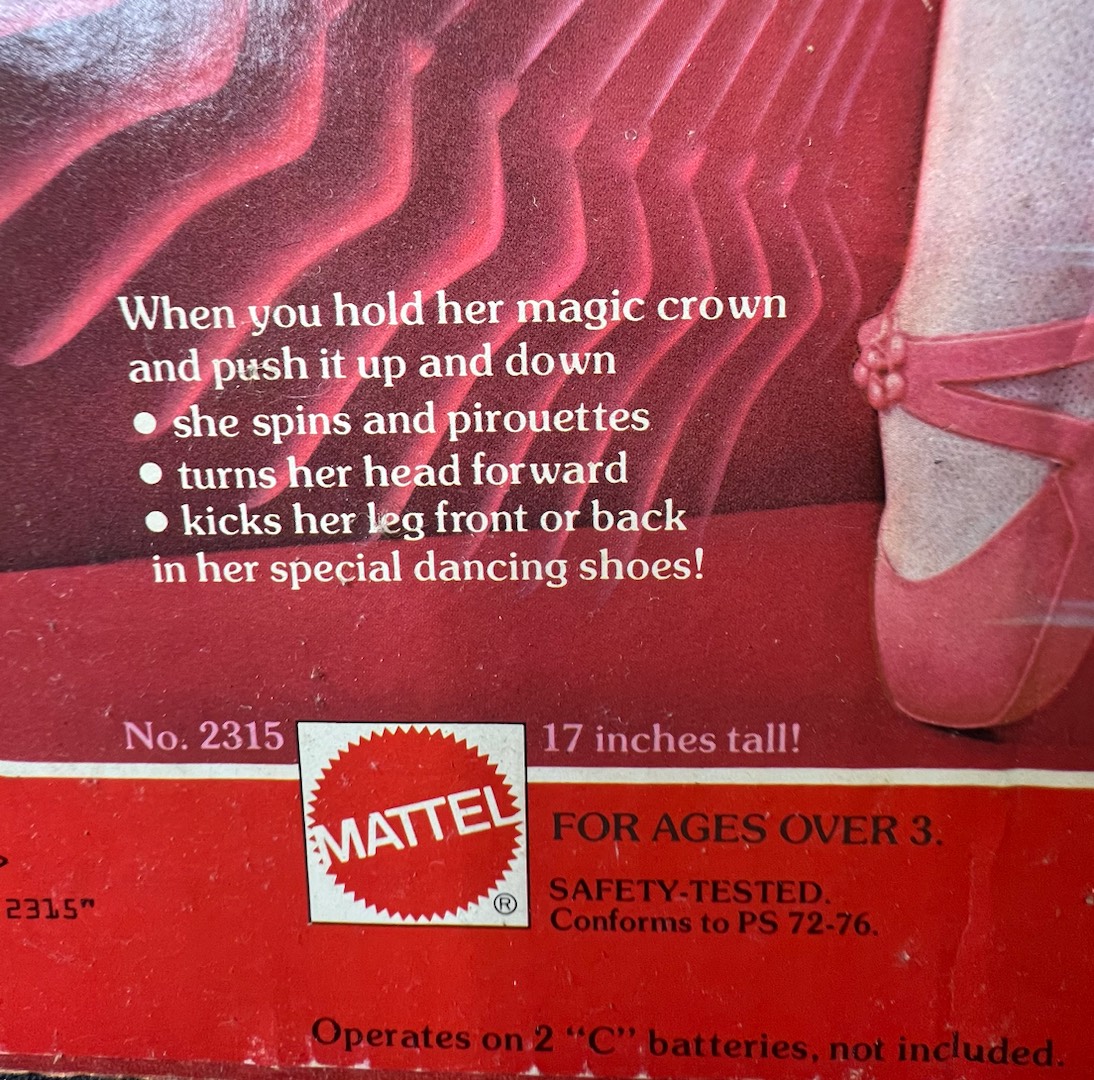 When you hold her magic crown
and push it up and down
• she spins and pirouettes
• turns her head forward
• kicks her leg front or back
in her special dancing shoes!
No. 2315
17 inches tall!
MATTEL
®
FOR AGES OVER 3.
2315"
SAFETY-TESTED.
Conforms to PS 72-76.
Operates on 2 “C” batteries, not included.